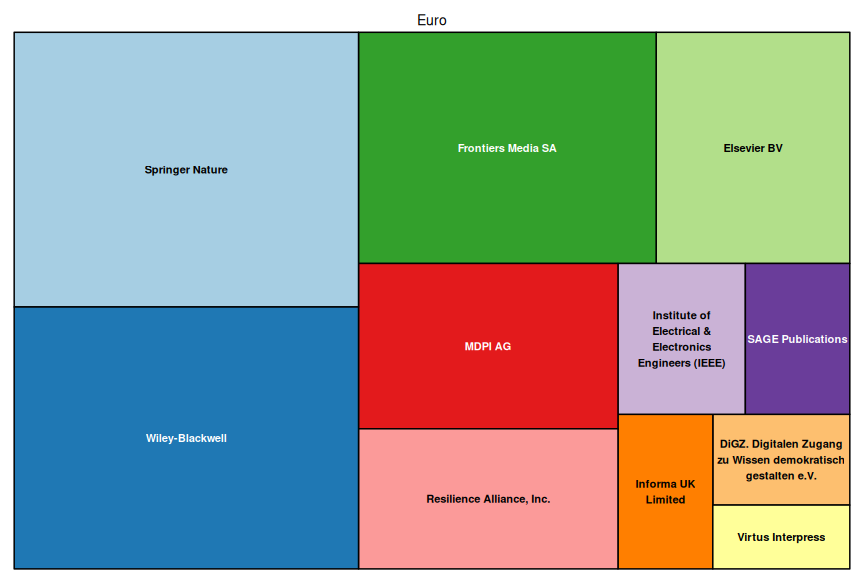 Euro
Springer Nature
Frontiers Media SA
Elsevier BV
Wiley-Blackwell
MDPI AG
Institute of
Electrical &
Electronics
Engineers (IEEE)
SAGE Publications
Resilience Alliance, Inc.
Informa UK
Limited
DiGZ. Digitalen Zugang
zu Wissen demokratisch
gestalten e.V.
Virtus Interpress